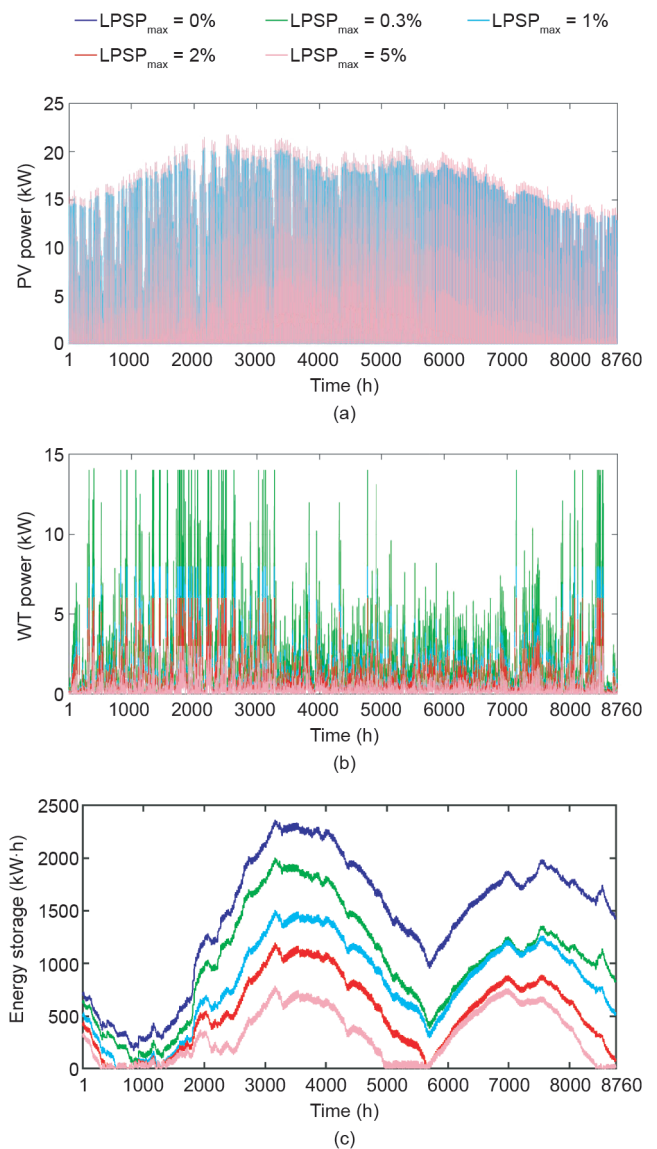 LPSPmax = 0% LPSPmax = 0.3% LPSPmax = 1%
LPSPmax = 2% LPSPmax = 5%
25
20
15
10
5
0
PV power (kW)
1 1000 2000 3000 4000 5000 6000 7000 8000 8760
Time (h)
(a)
15
10
5
0
WT power (kW)
1 1000 2000 3000 4000 5000 6000 7000 8000 8760
Time (h)
(b)
2500
2000
1500
1000
500
0
Energy storage (kW·h)
1 1000 2000 3000 4000 5000 6000 7000 8760
Time (h)
(c)